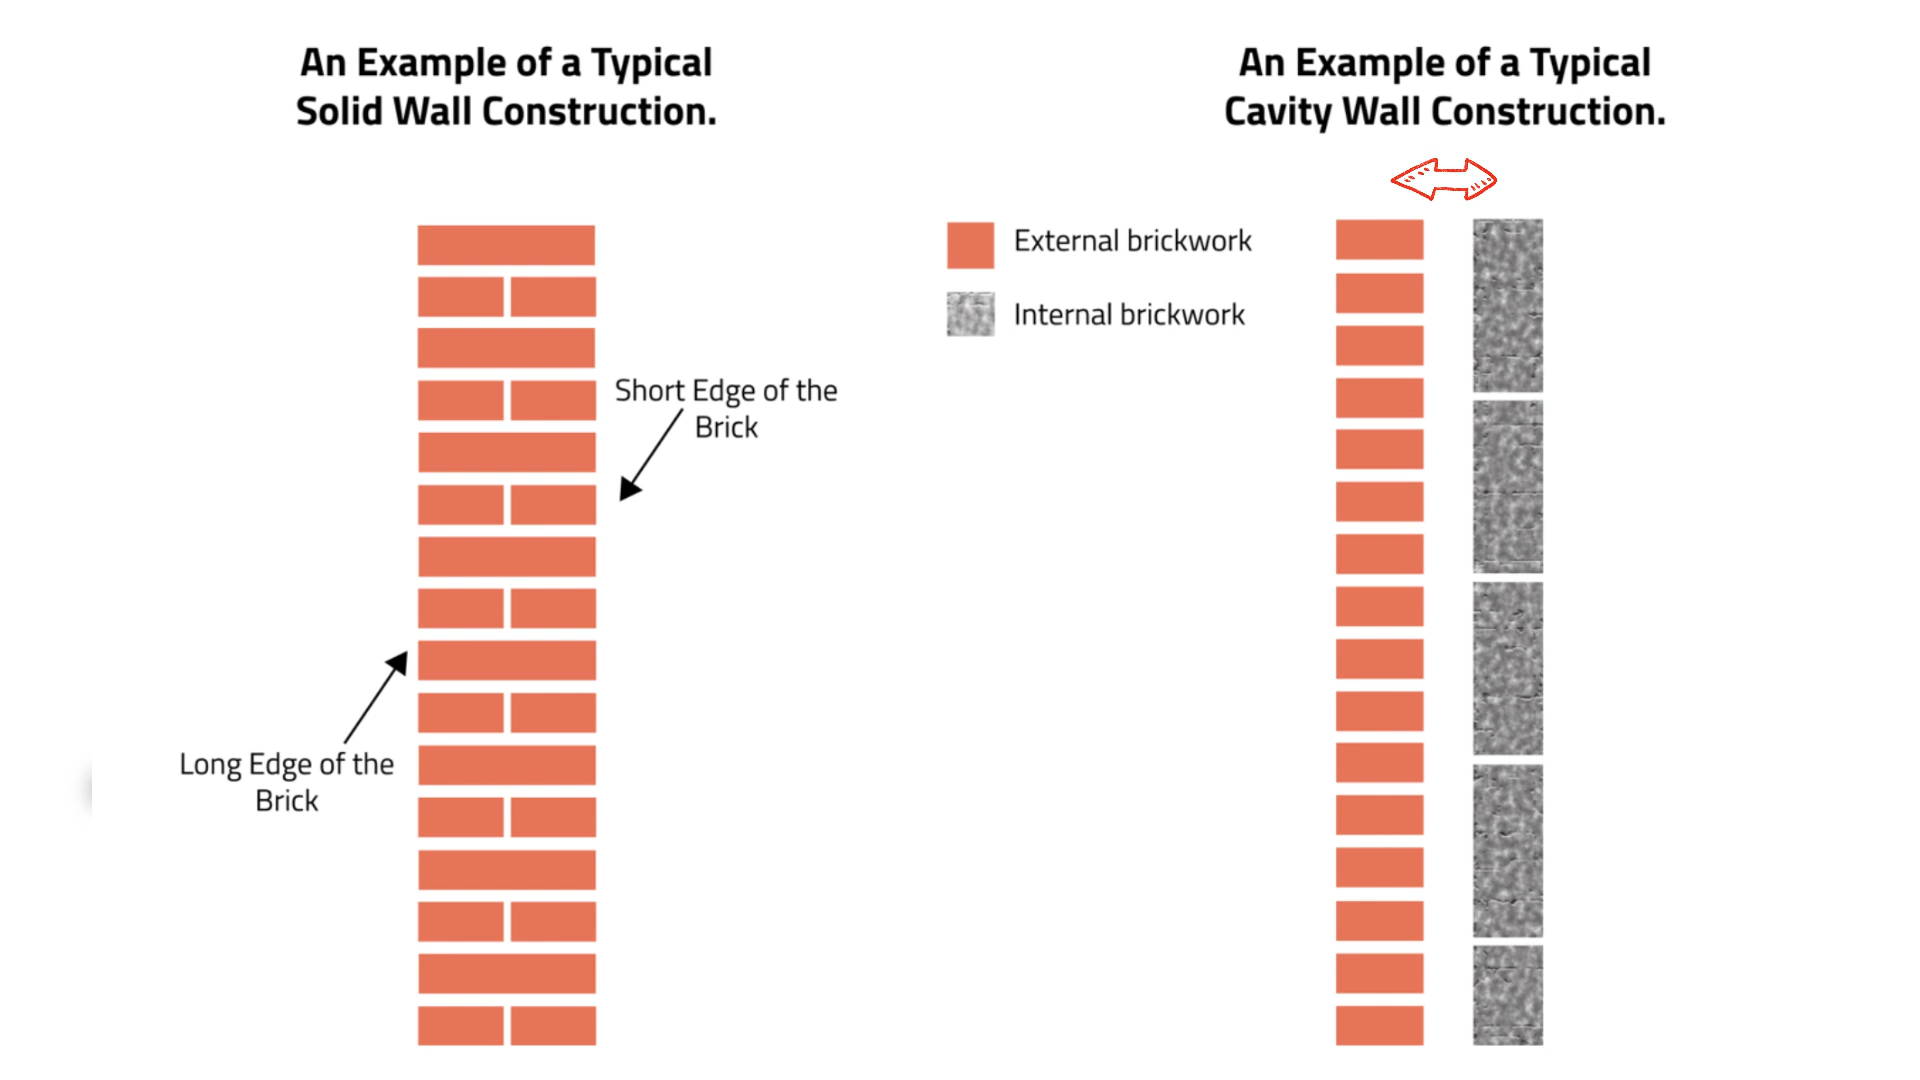 An Example of a Typical
Solid Wall Construction.
Short Edge of the
Brick
Long Edge of the
Brick
An Example of a Typical
Cavity Wall Construction.
External brickwork
Internal brickwork